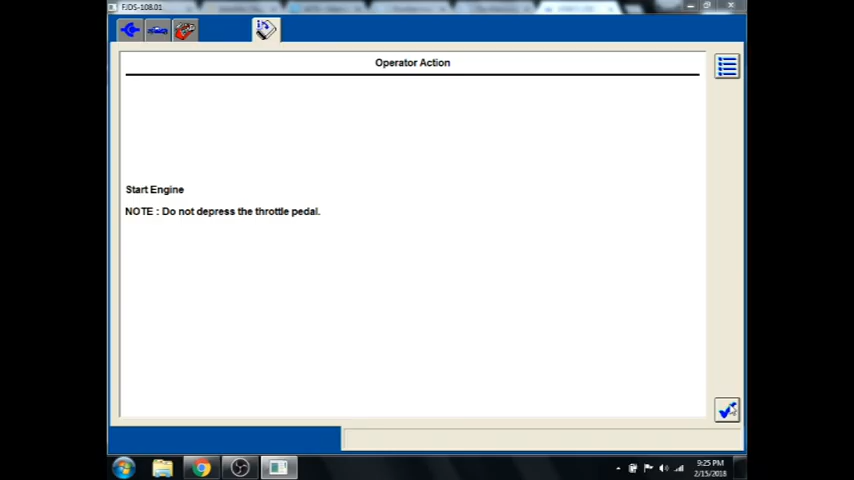 FJDS-108.01
Operator Action
Start Engine
NOTE : Do not depress the throttle pedal.
9:25 PM
2/15/2018